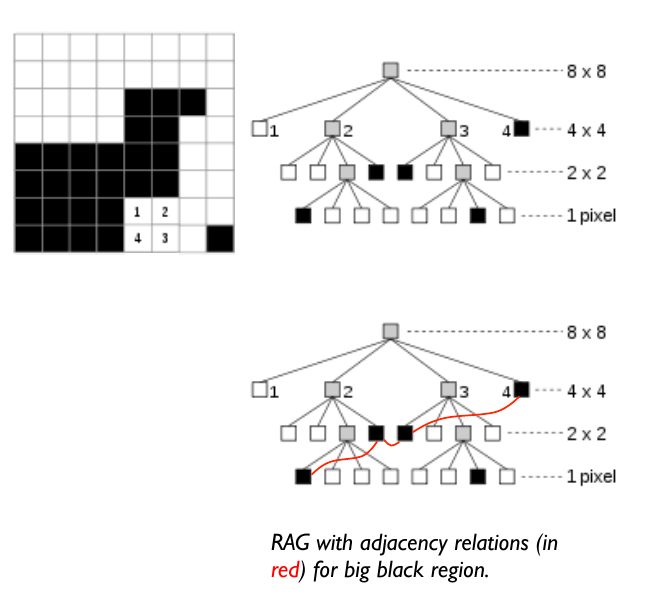 8 x 8
1 2 3 4 4 x 4
2 x 2
1 2
4 3
1 pixel
8 x 8
1 2 3 4 4 x 4
2 x 2
1 pixel
RAG with adjacency relations (in
red) for big black region.